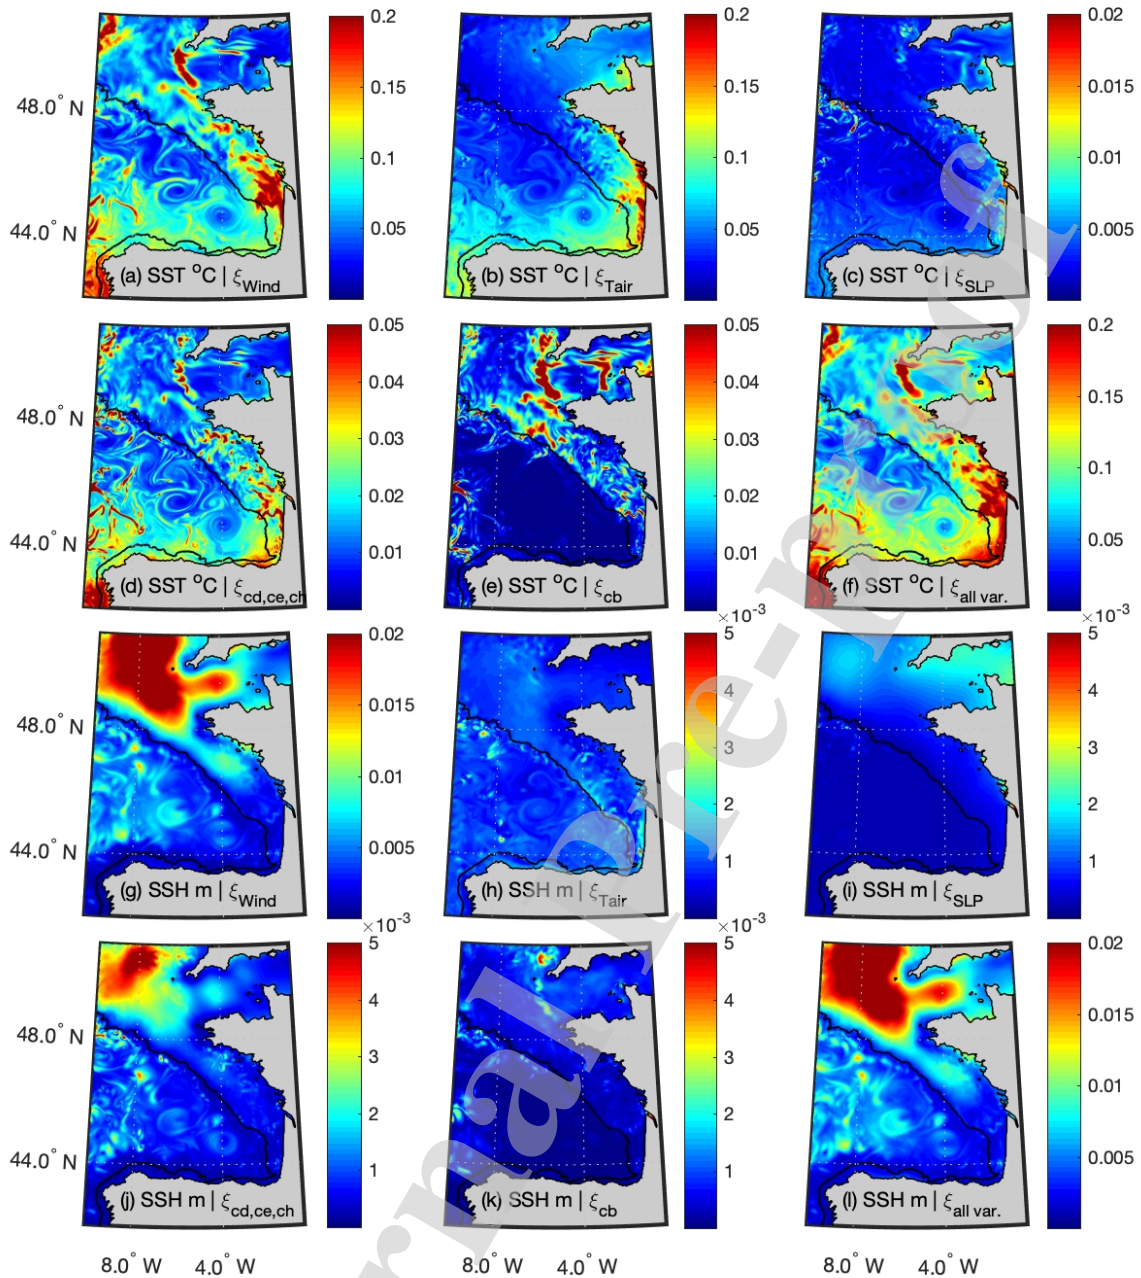 0.2
0.15
0.1
0.05
48.0° N
44.0° N
(a) SST °C | ξWind
0.2
0.15
0.1
0.05
(b) SST °C | ξTair
0.02
0.015
0.01
0.005
(c) SST °C | ξSLP
0.05
0.04
0.03
0.02
0.01
48.0° N
44.0° N
(d) SST °C | ξcd,ce,ch
0.05
0.04
0.03
0.02
0.01
(e) SST °C | ξcb
0.2
0.15
0.1
0.05
(f) SST °C | ξall var.
0.02
0.015
0.01
0.005
48.0° N
44.0° N
(g) SSH m | ξWind
×10-3
5
4
3
2
1
(h) SSH m | ξTair
×10-3
5
4
3
2
1
(i) SSH m | ξSLP
×10-3
5
4
3
2
1
48.0° N
44.0° N
(j) SSH m | ξcd,ce,ch
×10-3
5
4
3
2
1
(k) SSH m | ξcb
0.02
0.015
0.01
0.005
(l) SSH m | ξall var.
8.0° W 4.0° W
8.0° W 4.0° W
rnal Pre-proof